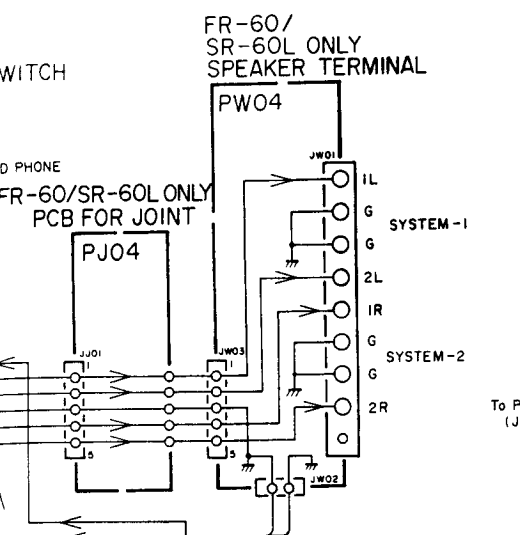 FR-60/
SR-60L ONLY
SPEAKER TERMINAL
WITCH
PW04
JW01
D PHONE
1L
FR-60/SR-60L ONLY
PCB FOR JOINT
G
SYSTEM-1
G
PJ04
2L
1R
G
JJ01
JW03
SYSTEM-2
1
1
G
To P
2R
(J
5
5
JW02